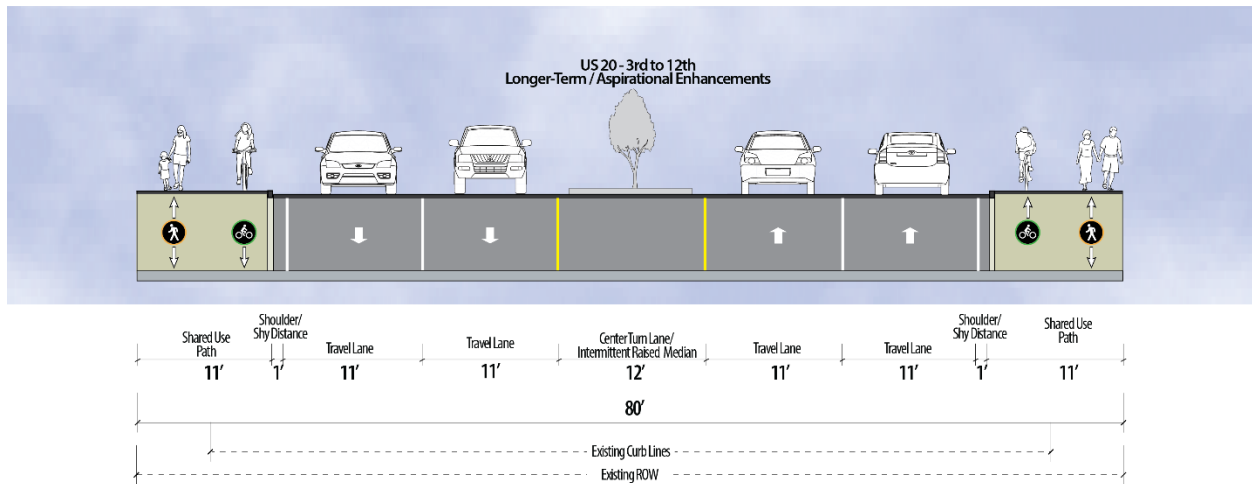 US 20 - 3rd to 12th
Longer-Term / Aspirational Enhancements
Shared Use
Path
Shoulder/
Shy Distance
Travel Lane
Travel Lane
Center Turn Lane/
Intermittent Raised Median
Travel Lane
Travel Lane
Shoulder/
Shy Distance
Shared Use
Path
11' 1' 11' 11' 12' 11' 11' 1' 11'
80'
Existing Curb Lines
Existing ROW